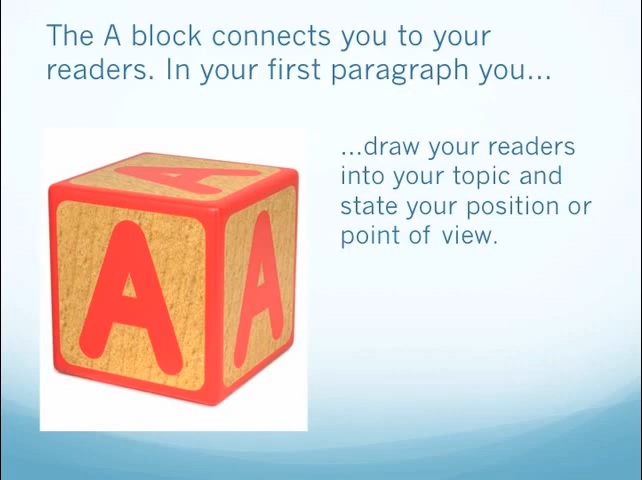 The A block connects you to your
readers. In your first paragraph you...
...draw your readers
into your topic and
state your position or
point of view.
A
A
A